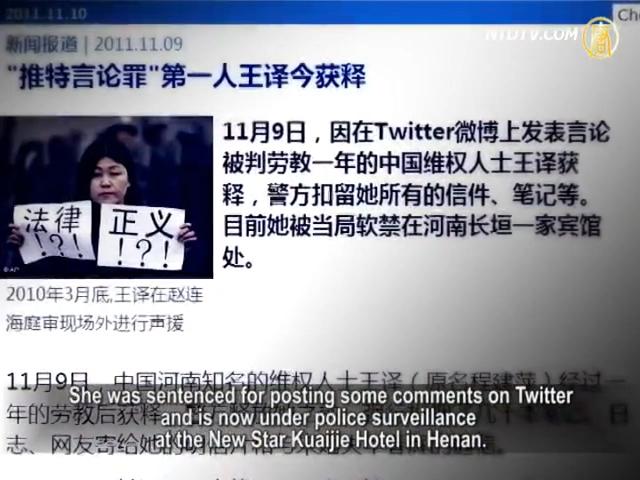 2011.11.10
Ch
NTDTV.COM
新闻报道 | 2011.11.09
"推特言论罪"第一人王译今获释
11月9日，因在Twitter微博上发表言论
被判劳教一年的中国维权人士王译获
释，警方扣留她所有的信件、笔记等。
目前她被当局软禁在河南长垣一家宾馆
处。
法律
!?!
正义
!?!
2010年3月底,王译在赵连
海庭审现场外进行声援
11月9日，中国河南知名的维权人士王译（原名程建萍）经过一
年的劳教后获释
She was sentenced for posting some comments on Twitter
and is now under police surveillance
at the New Star Kuaijie Hotel in Henan.